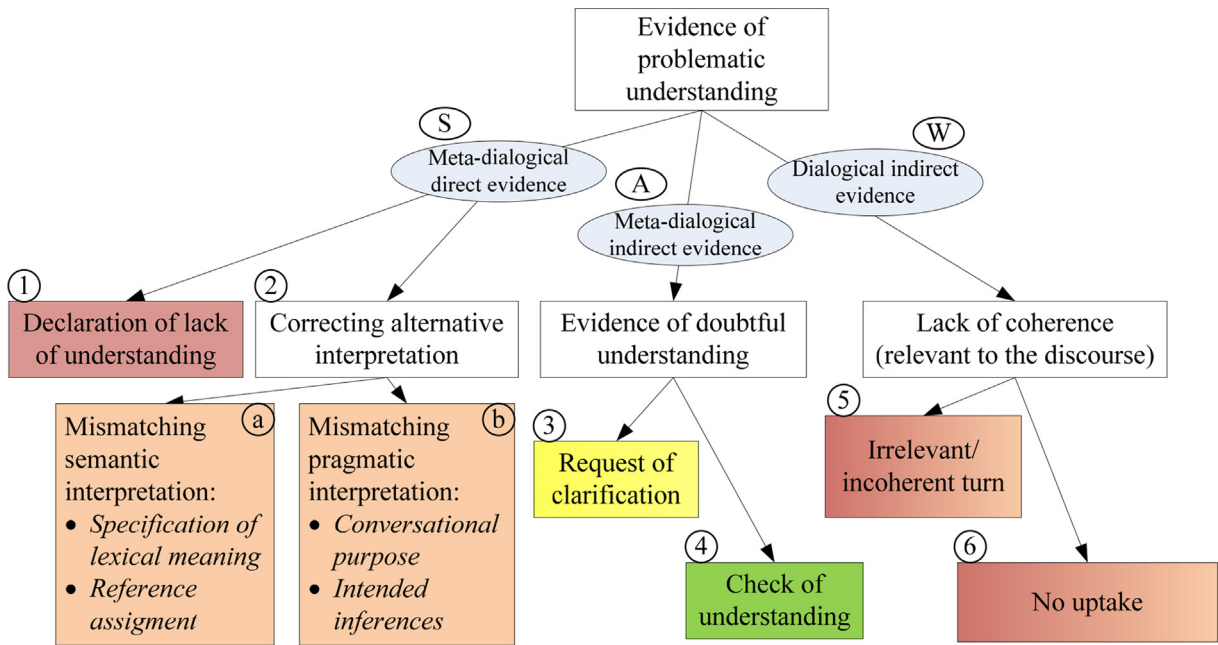 Evidence of
problematic
understanding
S
Meta-dialogical
direct evidence
A
Meta-dialogical
indirect evidence
W
Dialogical indirect
evidence
1
Declaration of lack
of understanding
2
Correcting alternative
interpretation
Evidence of doubtful
understanding
Lack of coherence
(relevant to the discourse)
a
Mismatching
semantic
interpretation:
• Specification of
lexical meaning
• Reference
assigment
b
Mismatching
pragmatic
interpretation:
• Conversational
purpose
• Intended
inferences
3
Request of
clarification
4
Check of
understanding
5
Irrelevant/
incoherent turn
6
No uptake